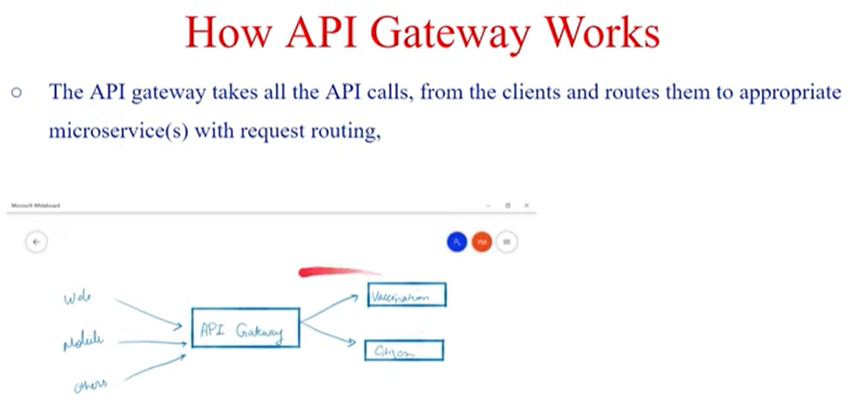 How API Gateway Works
The API gateway takes all the API calls, from the clients and routes them to appropriate
microservice(s) with request routing,
Microsoft Whiteboard
YM
Web
Mobile
Others
API Gateway
Vaccination
Citizen